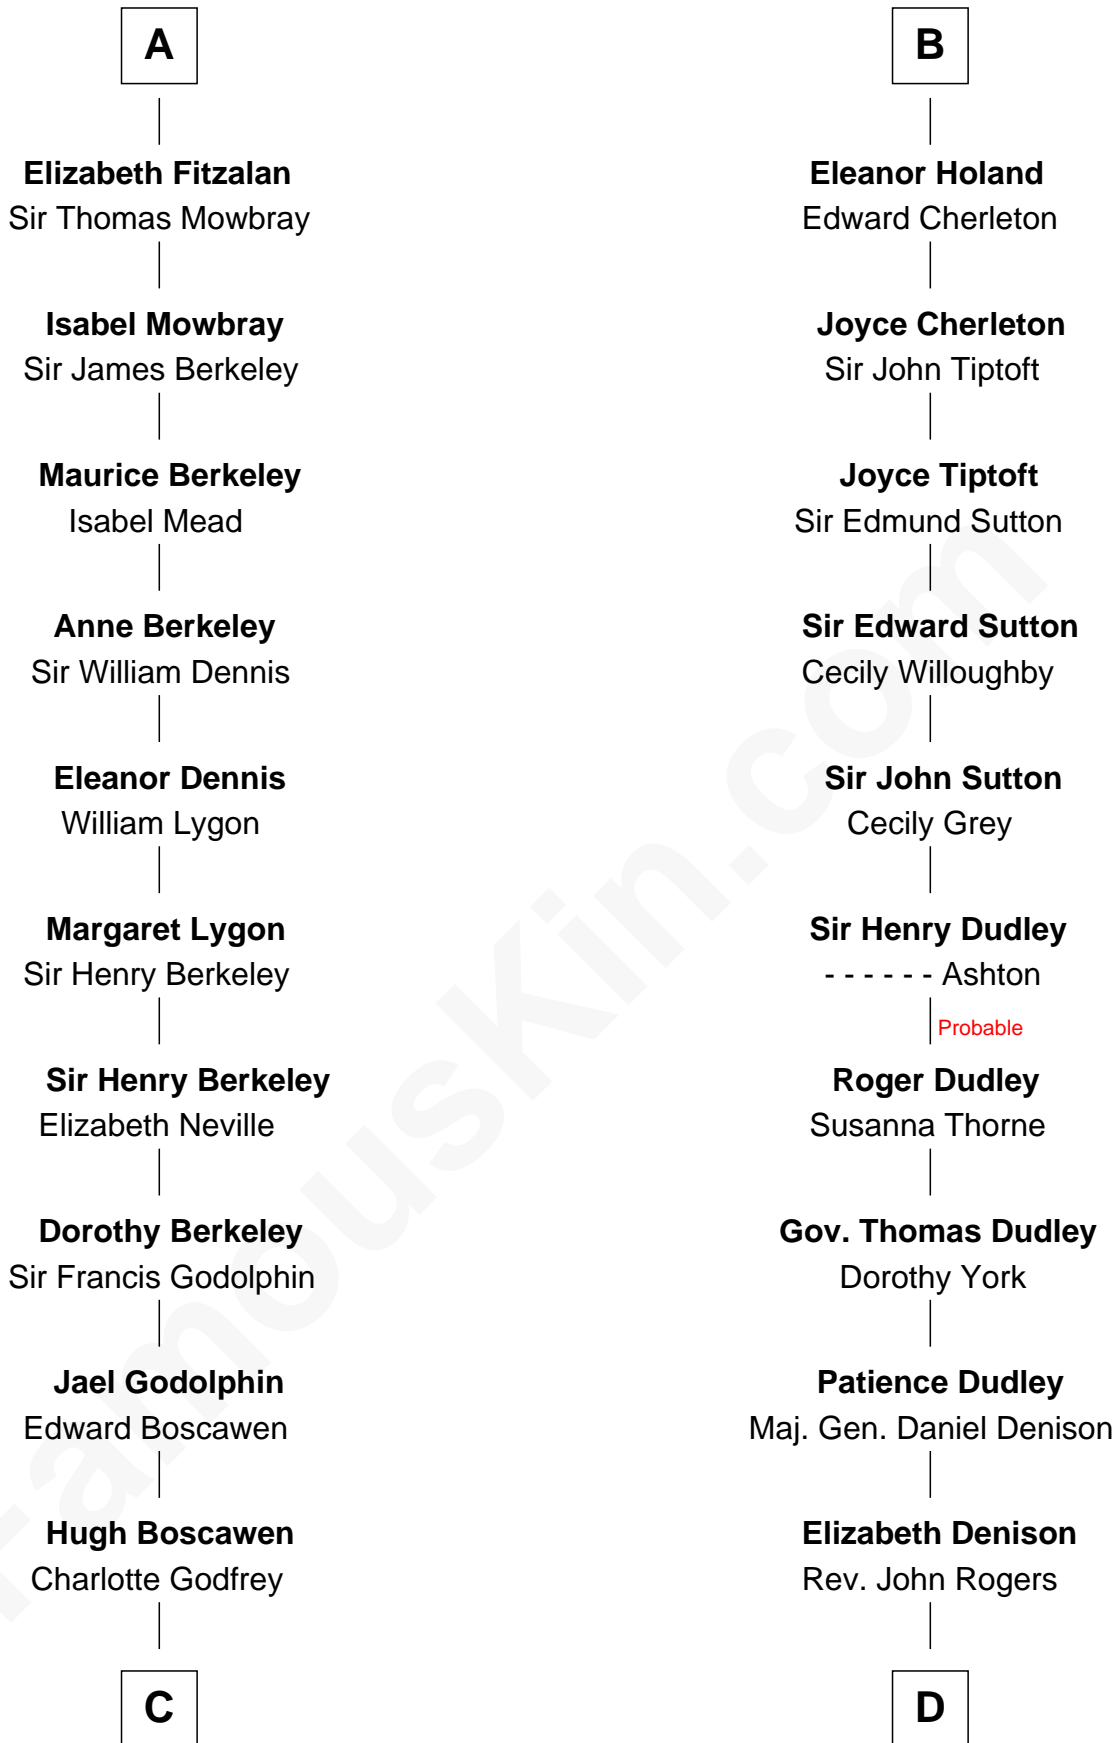 A
Elizabeth Fitzalan
Sir Thomas Mowbray
Isabel Mowbray
Sir James Berkeley
Maurice Berkeley
Isabel Mead
Anne Berkeley
Sir William Dennis
Eleanor Dennis
William Lygon
Margaret Lygon
Sir Henry Berkeley
Sir Henry Berkeley
Elizabeth Neville
Dorothy Berkeley
Sir Francis Godolphin
Jael Godolphin
Edward Boscawen
Hugh Boscawen
Charlotte Godfrey
C
B
Eleanor Holand
Edward Cherleton
Joyce Cherleton
Sir John Tiptoft
Joyce Tiptoft
Sir Edmund Sutton
Sir Edward Sutton
Cecily Willoughby
Sir John Sutton
Cecily Grey
Sir Henry Dudley
- - - - - - Ashton
Probable
Roger Dudley
Susanna Thorne
Gov. Thomas Dudley
Dorothy York
Patience Dudley
Maj. Gen. Daniel Denison
Elizabeth Denison
Rev. John Rogers
D
FamousKin.com